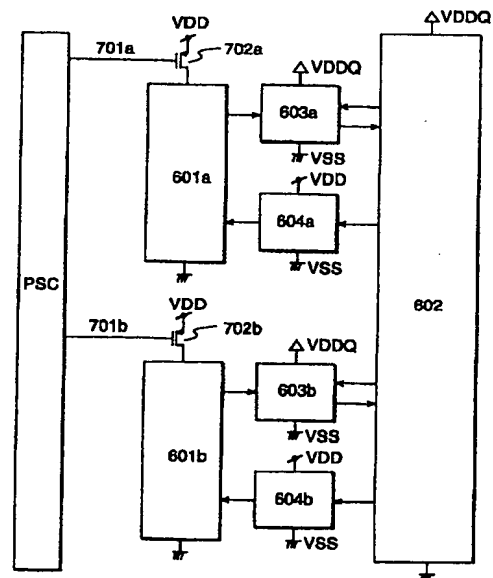 VDD
VDDQ
701a
702a
VDDQ
603a
VSS
601a
VDD
604a
VSS
PSC
602
VDD
701b
702b
VDDQ
603b
VSS
601b
VDD
604b
VSS